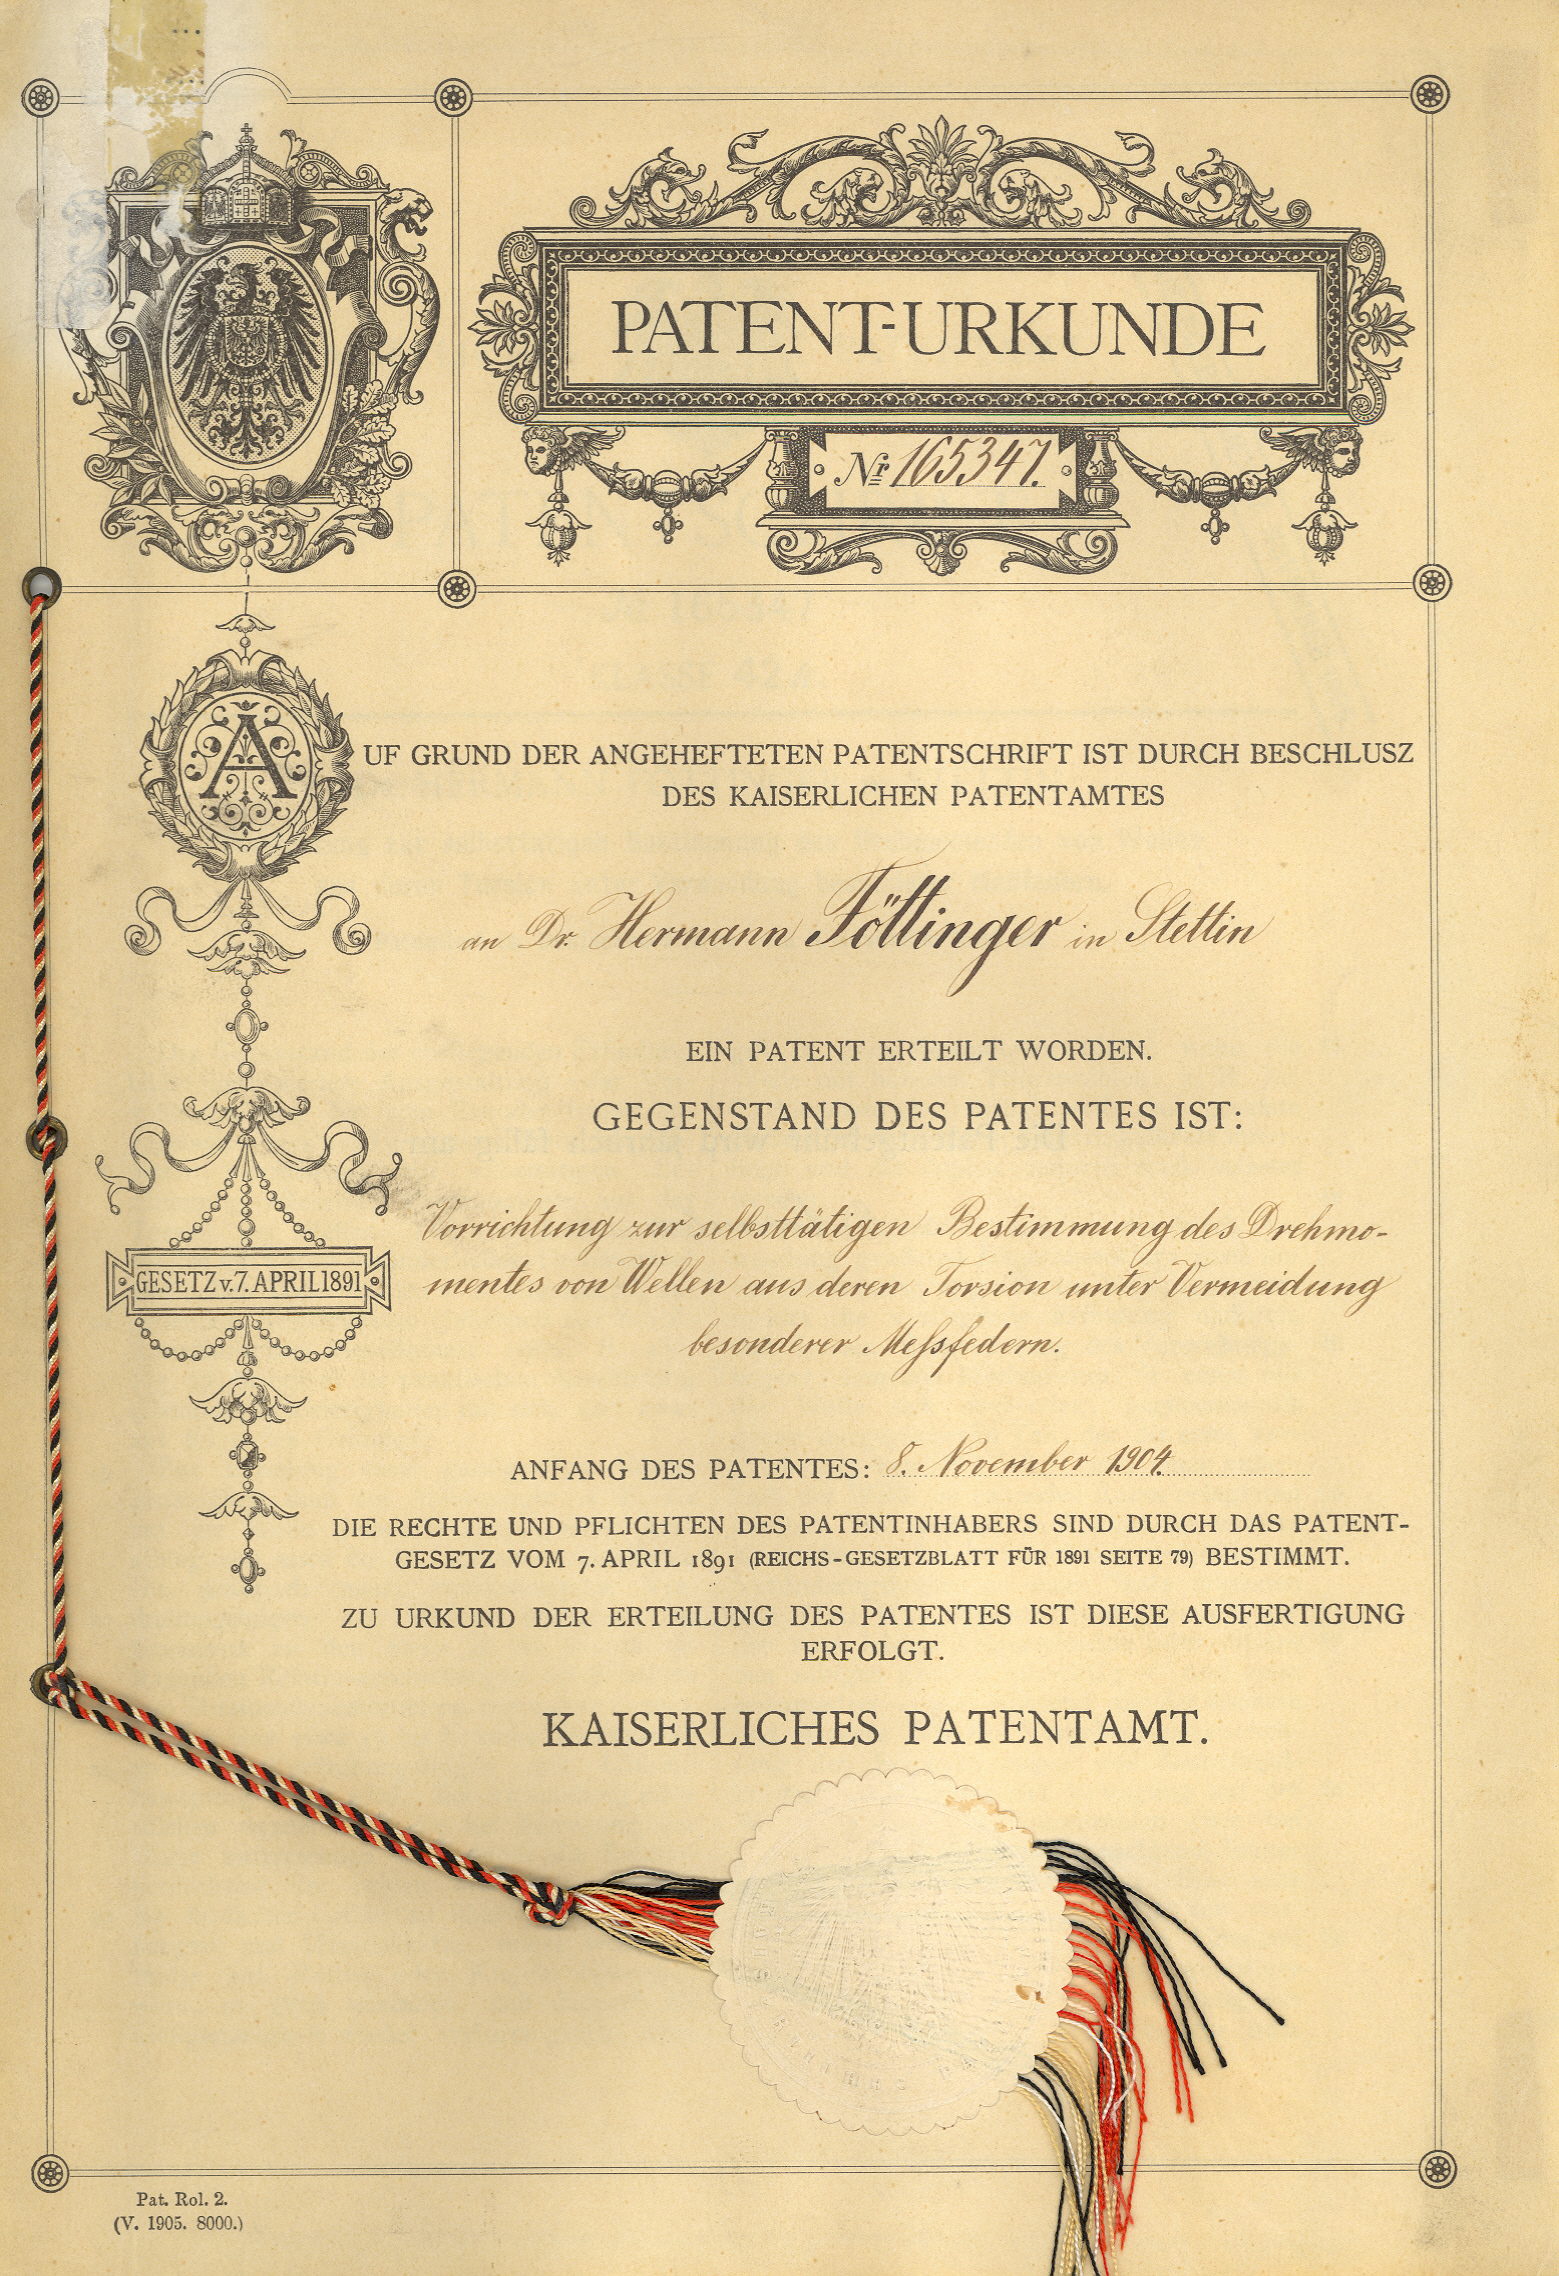 PATENT-URKUNDE
Nr 165347.
AUF GRUND DER ANGEHEFTETEN PATENTSCHRIFT IST DURCH BESCHLUSZ
DES KAISERLICHEN PATENTAMTES
an Dr. Hermann Föttinger in Stettin
EIN PATENT ERTEILT WORDEN.
GEGENSTAND DES PATENTES IST:
Vorrichtung zur selbsttätigen Bestimmung des Drehmo-
mentes von Wellen aus deren Torsion unter Vermeidung
besonderer Meſsfedern.
GESETZ v. 7. APRIL 1891
ANFANG DES PATENTES: 8. November 1904.
DIE RECHTE UND PFLICHTEN DES PATENTINHABERS SIND DURCH DAS PATENT-
GESETZ VOM 7. APRIL 1891 (REICHS-GESETZBLATT FÜR 1891 SEITE 79) BESTIMMT.
ZU URKUND DER ERTEILUNG DES PATENTES IST DIESE AUSFERTIGUNG
ERFOLGT.
KAISERLICHES PATENTAMT.
Pat. Rol. 2.
(V. 1905. 8000.)